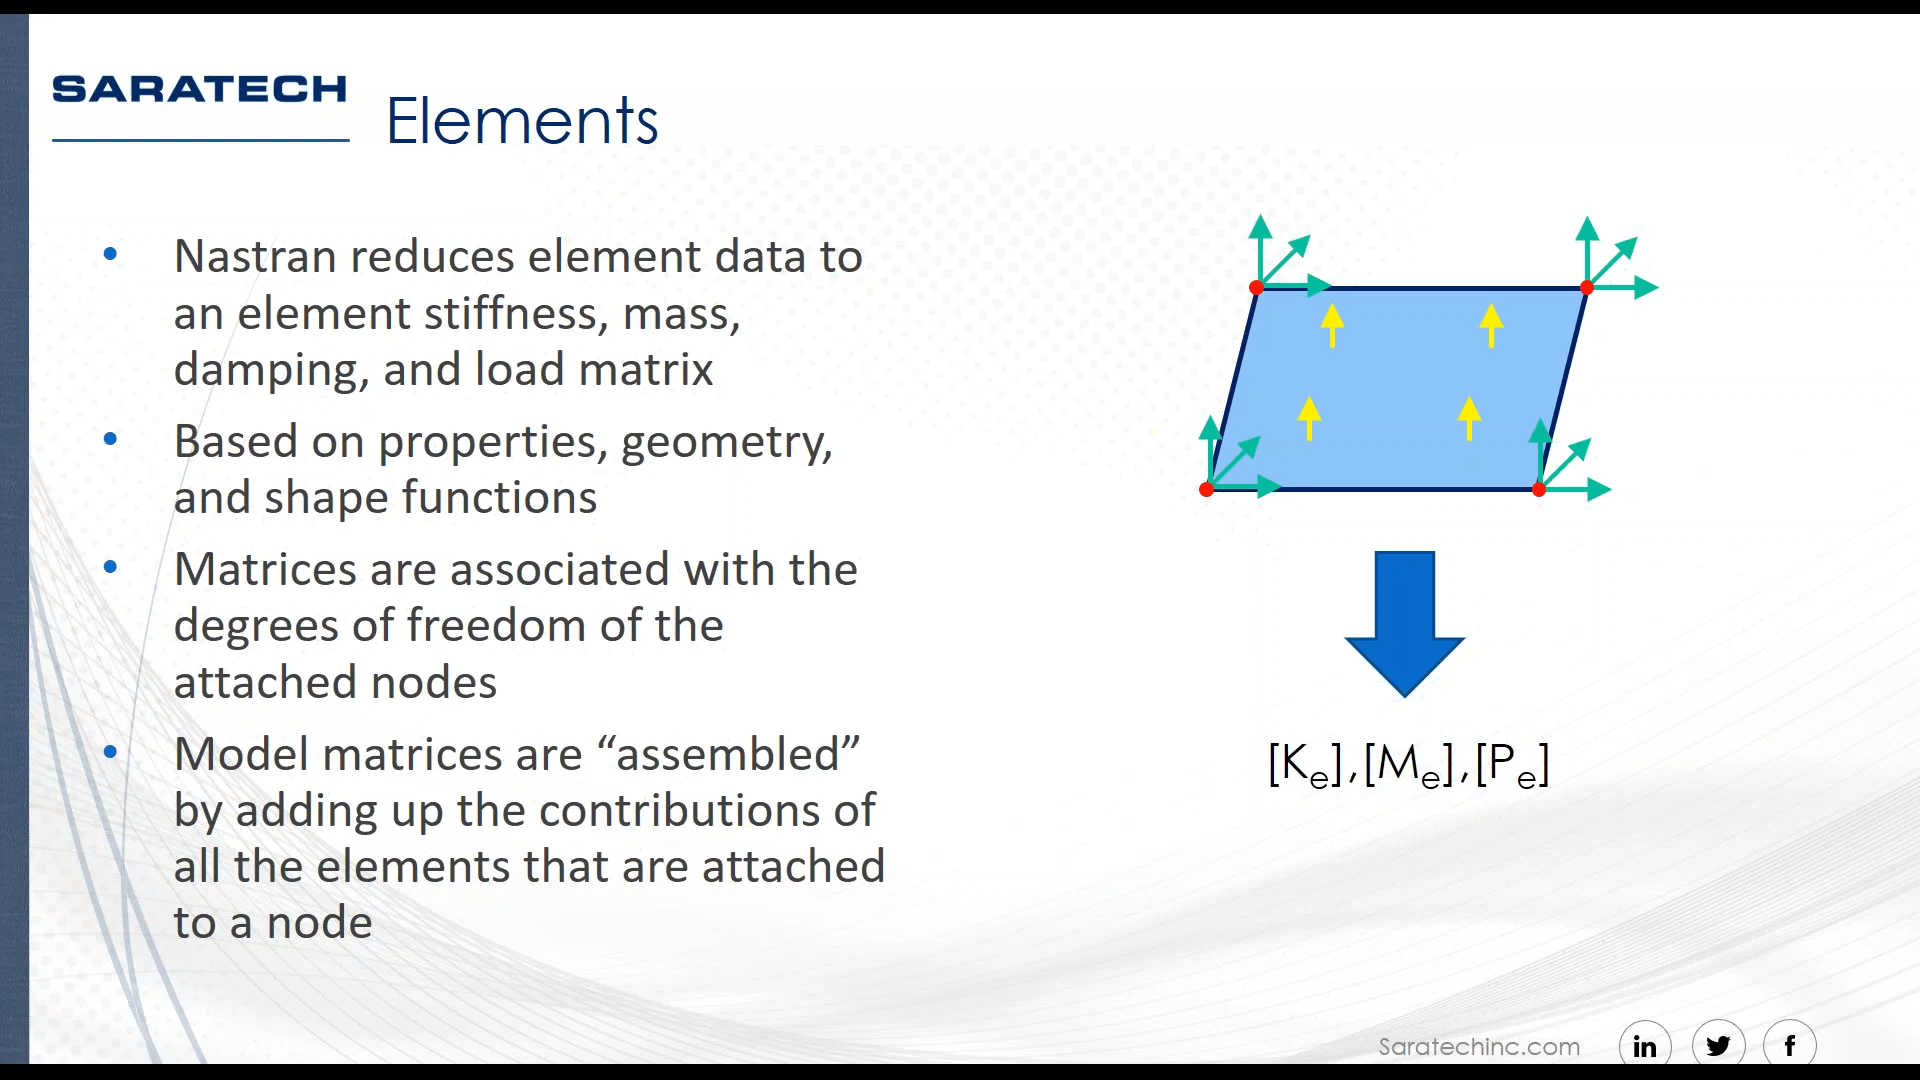 SARATECH
Elements
• Nastran reduces element data to
an element stiffness, mass,
damping, and load matrix
• Based on properties, geometry,
and shape functions
• Matrices are associated with the
degrees of freedom of the
attached nodes
• Model matrices are “assembled”
by adding up the contributions of
all the elements that are attached
to a node
[Ke],[Me],[Pe]
Saratechinc.com
in
f